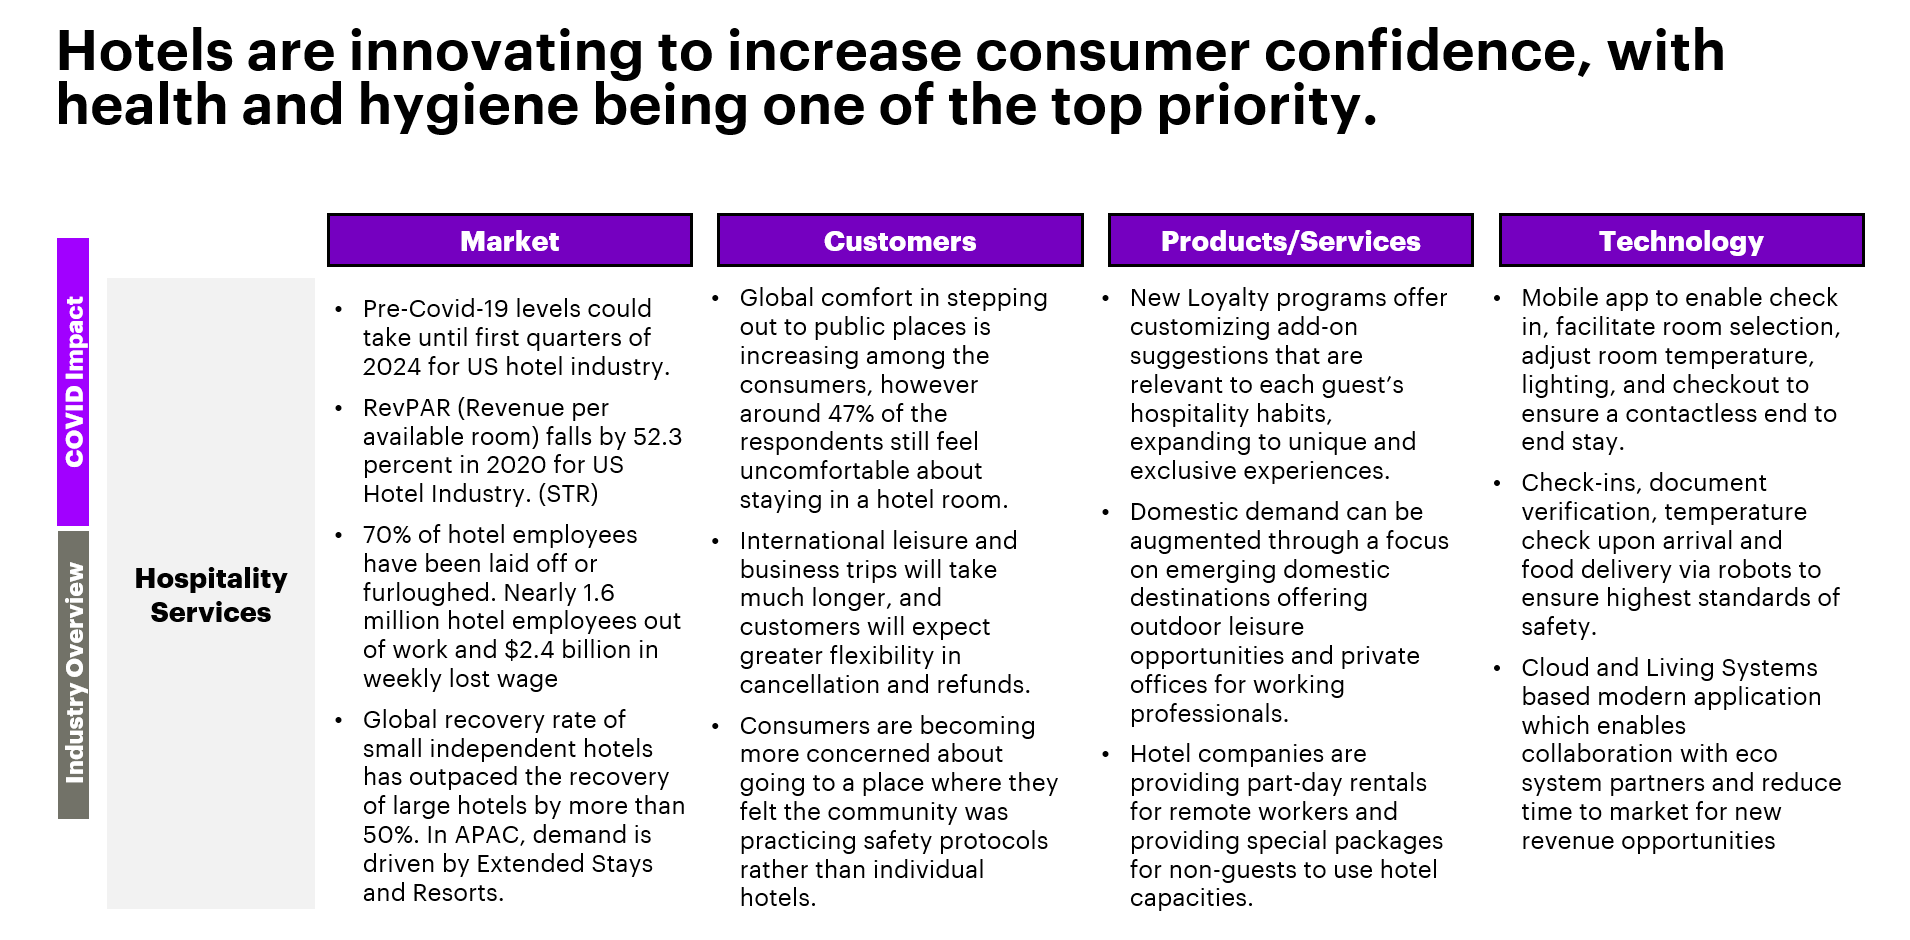 Hotels are innovating to increase consumer confidence, with
health and hygiene being one of the top priority.
COVID Impact
Industry Overview
Hospitality
Services
Market
• Pre-Covid-19 levels could
take until first quarters of
2024 for US hotel industry.
• RevPAR (Revenue per
available room) falls by 52.3
percent in 2020 for US
Hotel Industry. (STR)
• 70% of hotel employees
have been laid off or
furloughed. Nearly 1.6
million hotel employees out
of work and $2.4 billion in
weekly lost wage
• Global recovery rate of
small independent hotels
has outpaced the recovery
of large hotels by more than
50%. In APAC, demand is
driven by Extended Stays
and Resorts.
Customers
• Global comfort in stepping
out to public places is
increasing among the
consumers, however
around 47% of the
respondents still feel
uncomfortable about
staying in a hotel room.
• International leisure and
business trips will take
much longer, and
customers will expect
greater flexibility in
cancellation and refunds.
• Consumers are becoming
more concerned about
going to a place where they
felt the community was
practicing safety protocols
rather than individual
hotels.
Products/Services
• New Loyalty programs offer
customizing add-on
suggestions that are
relevant to each guest’s
hospitality habits,
expanding to unique and
exclusive experiences.
• Domestic demand can be
augmented through a focus
on emerging domestic
destinations offering
outdoor leisure
opportunities and private
offices for working
professionals.
• Hotel companies are
providing part-day rentals
for remote workers and
providing special packages
for non-guests to use hotel
capacities.
Technology
• Mobile app to enable check
in, facilitate room selection,
adjust room temperature,
lighting, and checkout to
ensure a contactless end to
end stay.
• Check-ins, document
verification, temperature
check upon arrival and
food delivery via robots to
ensure highest standards of
safety.
• Cloud and Living Systems
based modern application
which enables
collaboration with eco
system partners and reduce
time to market for new
revenue opportunities